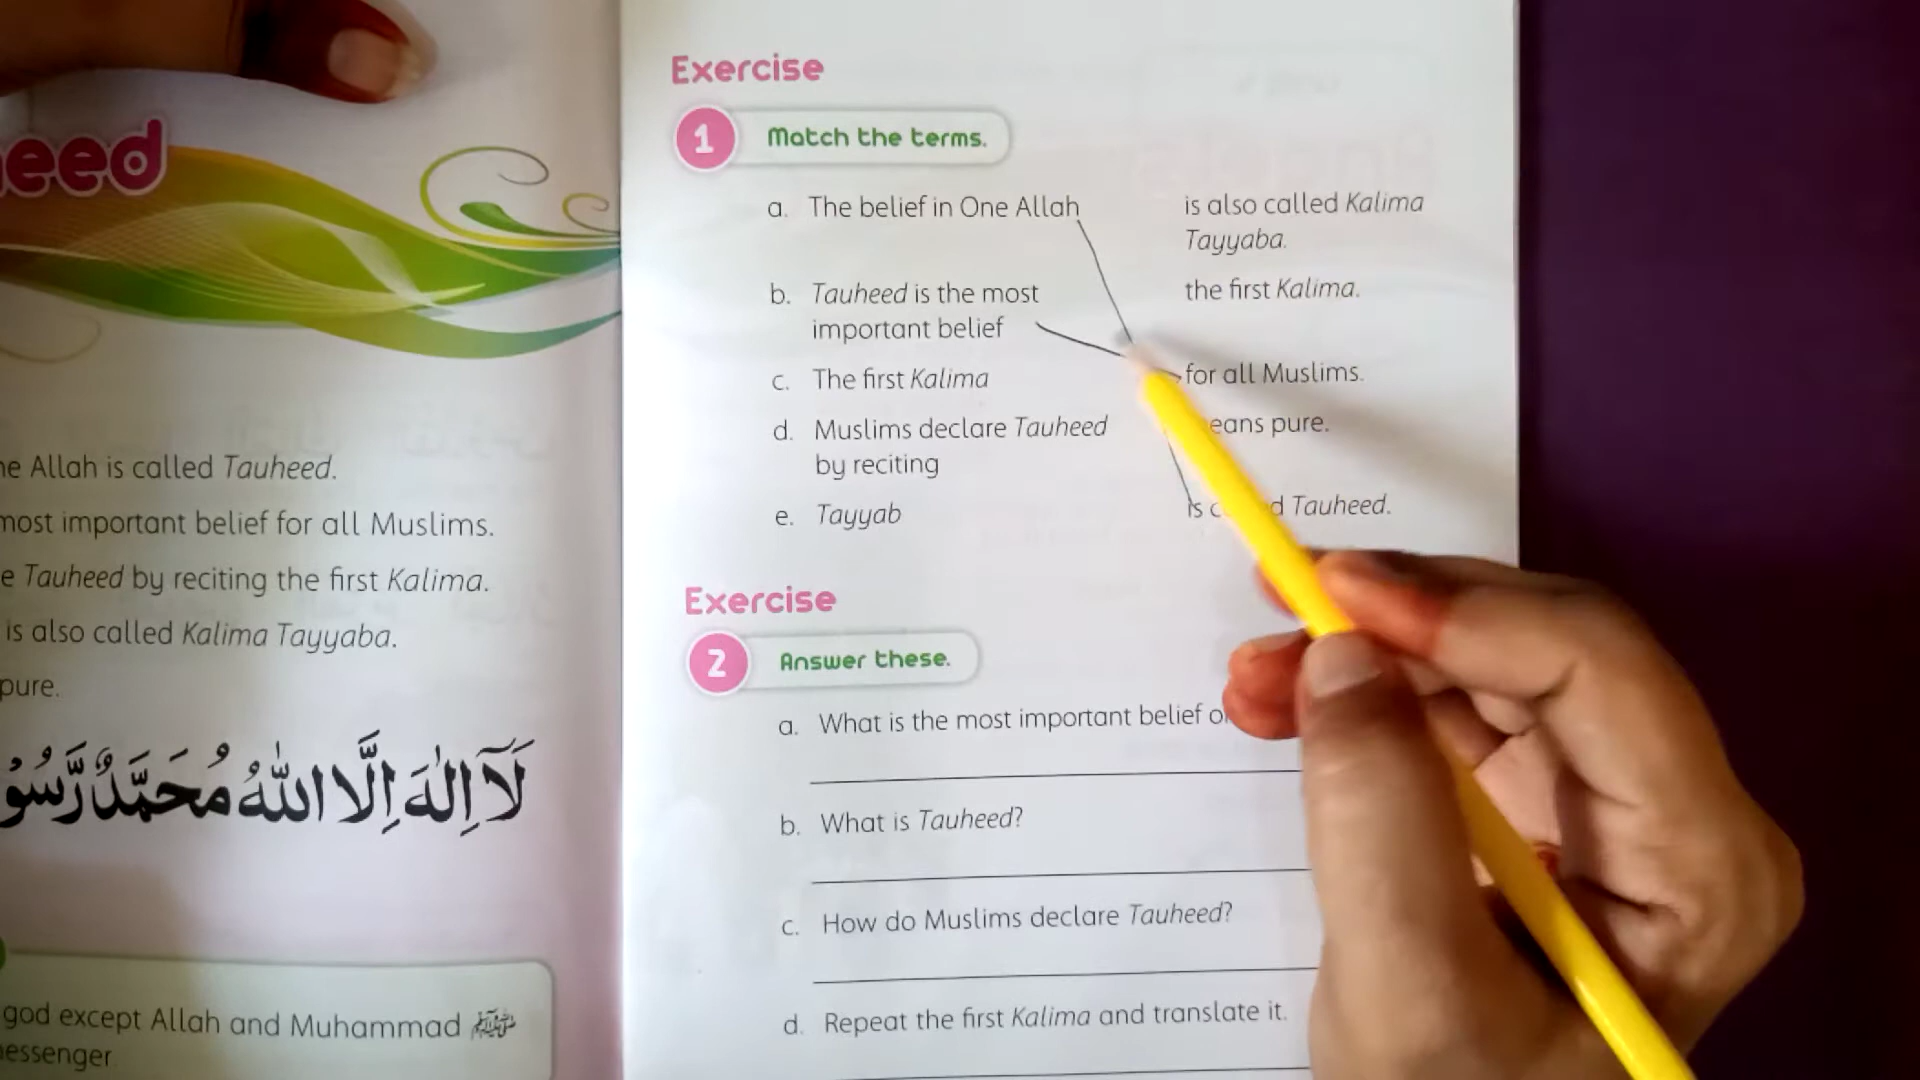 eed
ne Allah is called Tauheed.
most important belief for all Muslims.
e Tauheed by reciting the first Kalima.
is also called Kalima Tayyaba.
pure.
لَآ اِلٰهَ اِلَّا اللّٰهُ مُحَمَّدٌ رَّسُوْ
god except Allah and Muhammad ﷺ
essenger.
Exercise
1 Match the terms.
a. The belief in One Allah is also called Kalima
Tayyaba.
b. Tauheed is the most the first Kalima.
important belief
c. The first Kalima for all Muslims.
d. Muslims declare Tauheed eans pure.
by reciting
e. Tayyab is Tauheed.
Exercise
2 Answer these.
a. What is the most important belief
b. What is Tauheed?
c. How do Muslims declare Tauheed?
d. Repeat the first Kalima and translate it.